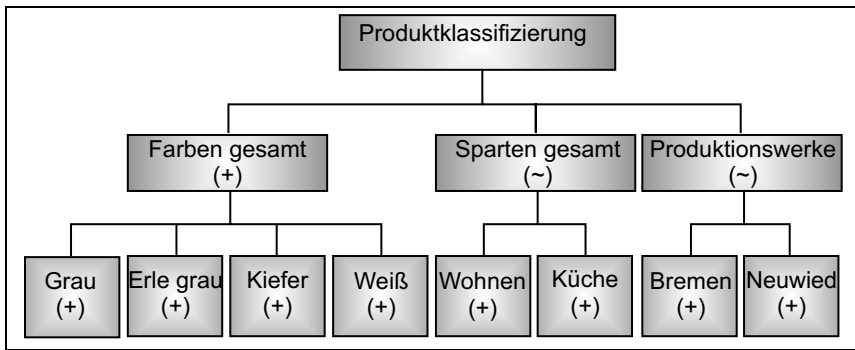 Produktklassifizierung
Farben gesamt
(+)
Sparten gesamt
(~)
Produktionswerke
(~)
Grau
(+)
Erle grau
(+)
Kiefer
(+)
Weiß
(+)
Wohnen
(+)
Küche
(+)
Bremen
(+)
Neuwied
(+)